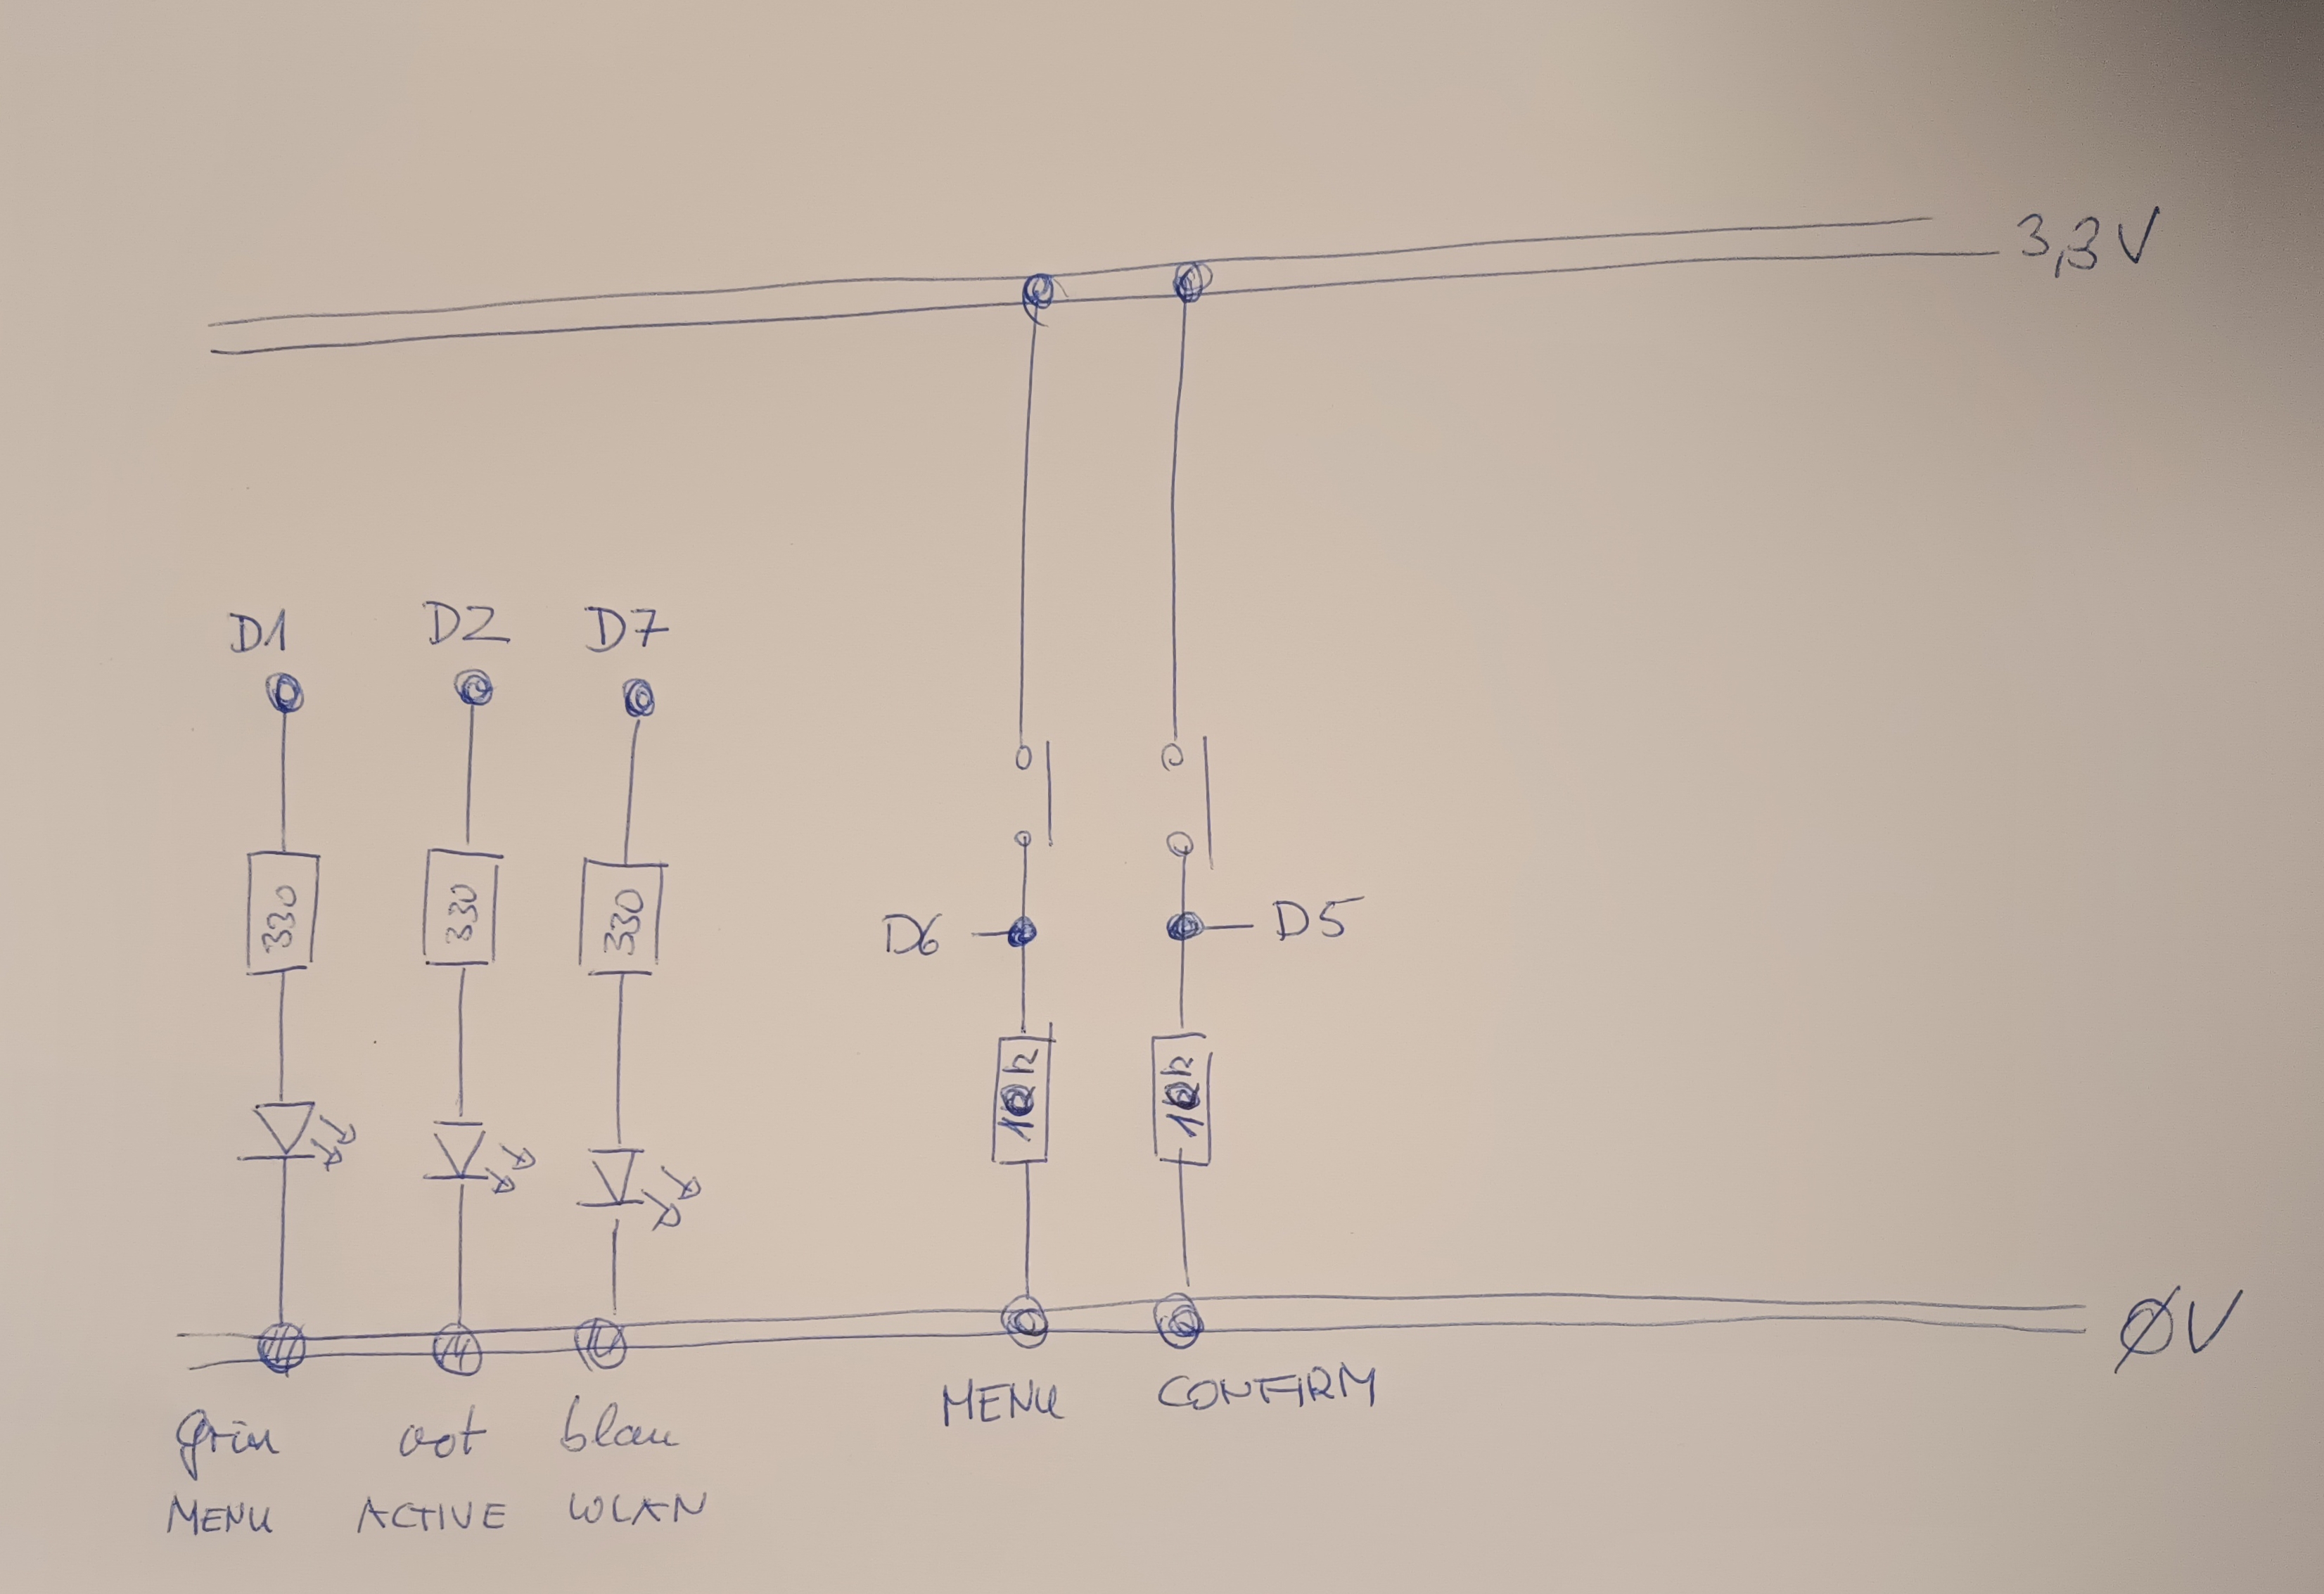 3,3V
D1 D2 D7
330 330 330
D6 D5
10k 10k
ØV
MENU CONFIRM
grün rot blau
MENU ACTIVE WLAN